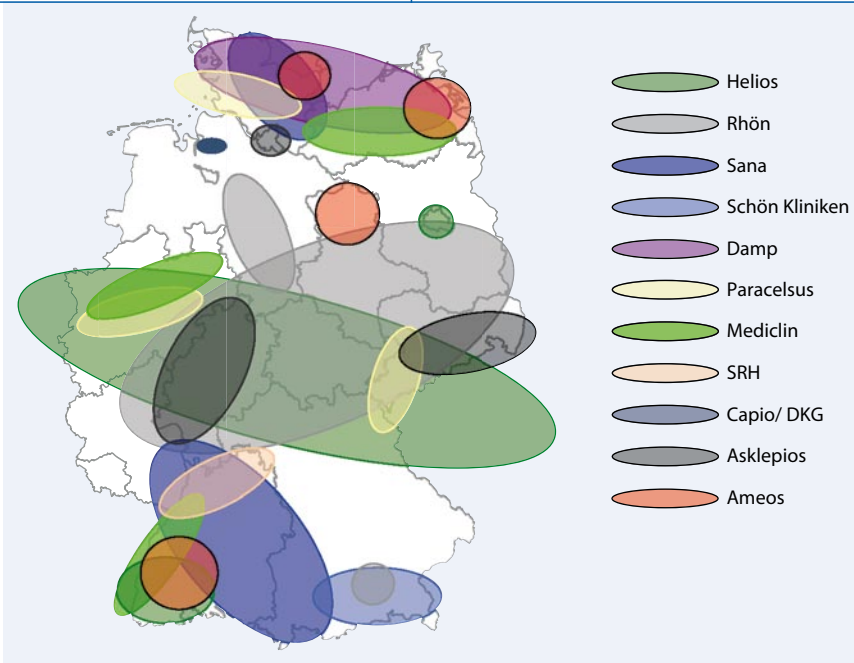 Helios
Rhön
Sana
Schön Kliniken
Damp
Paracelsus
Mediclin
SRH
Capio/ DKG
Asklepios
Ameos